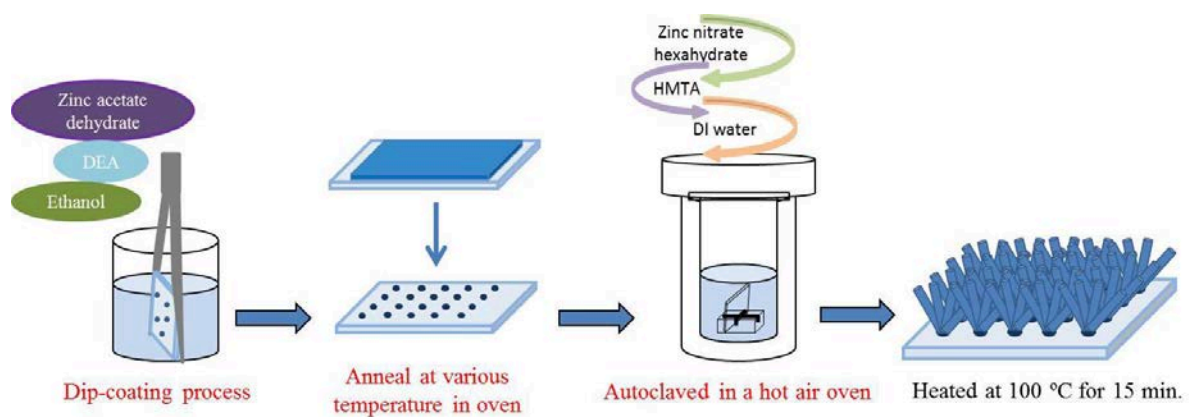 Zinc acetate
dehydrate
DEA
Ethanol
Dip-coating process
Anneal at various
temperature in oven
Zinc nitrate
hexahydrate
HMTA
DI water
Autoclaved in a hot air oven
Heated at 100 °C for 15 min.